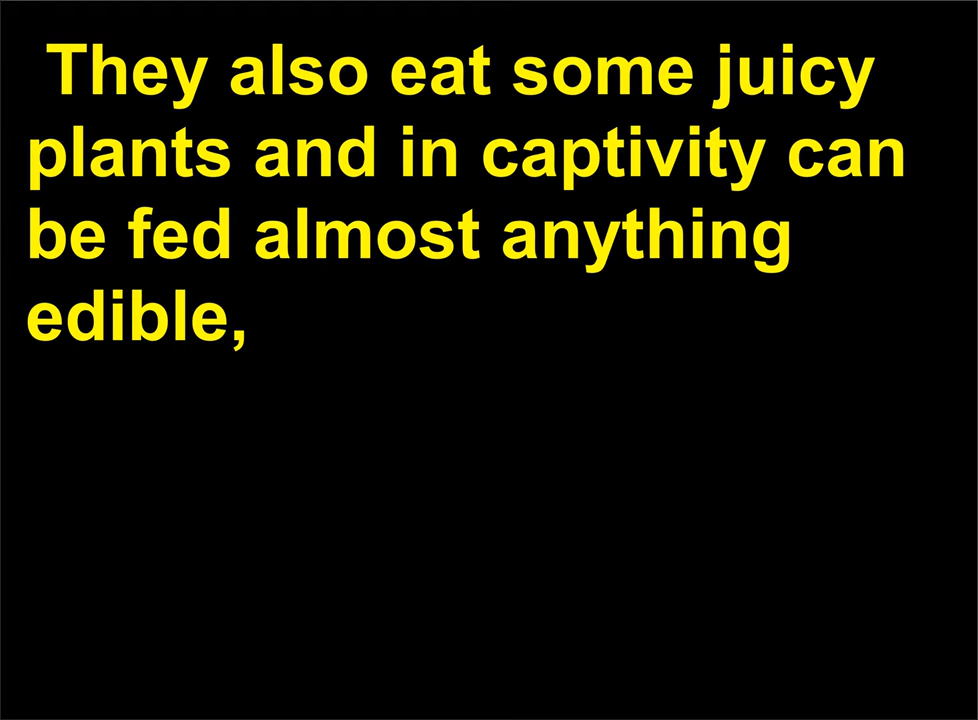 They also eat some juicy
plants and in captivity can
be fed almost anything
edible,